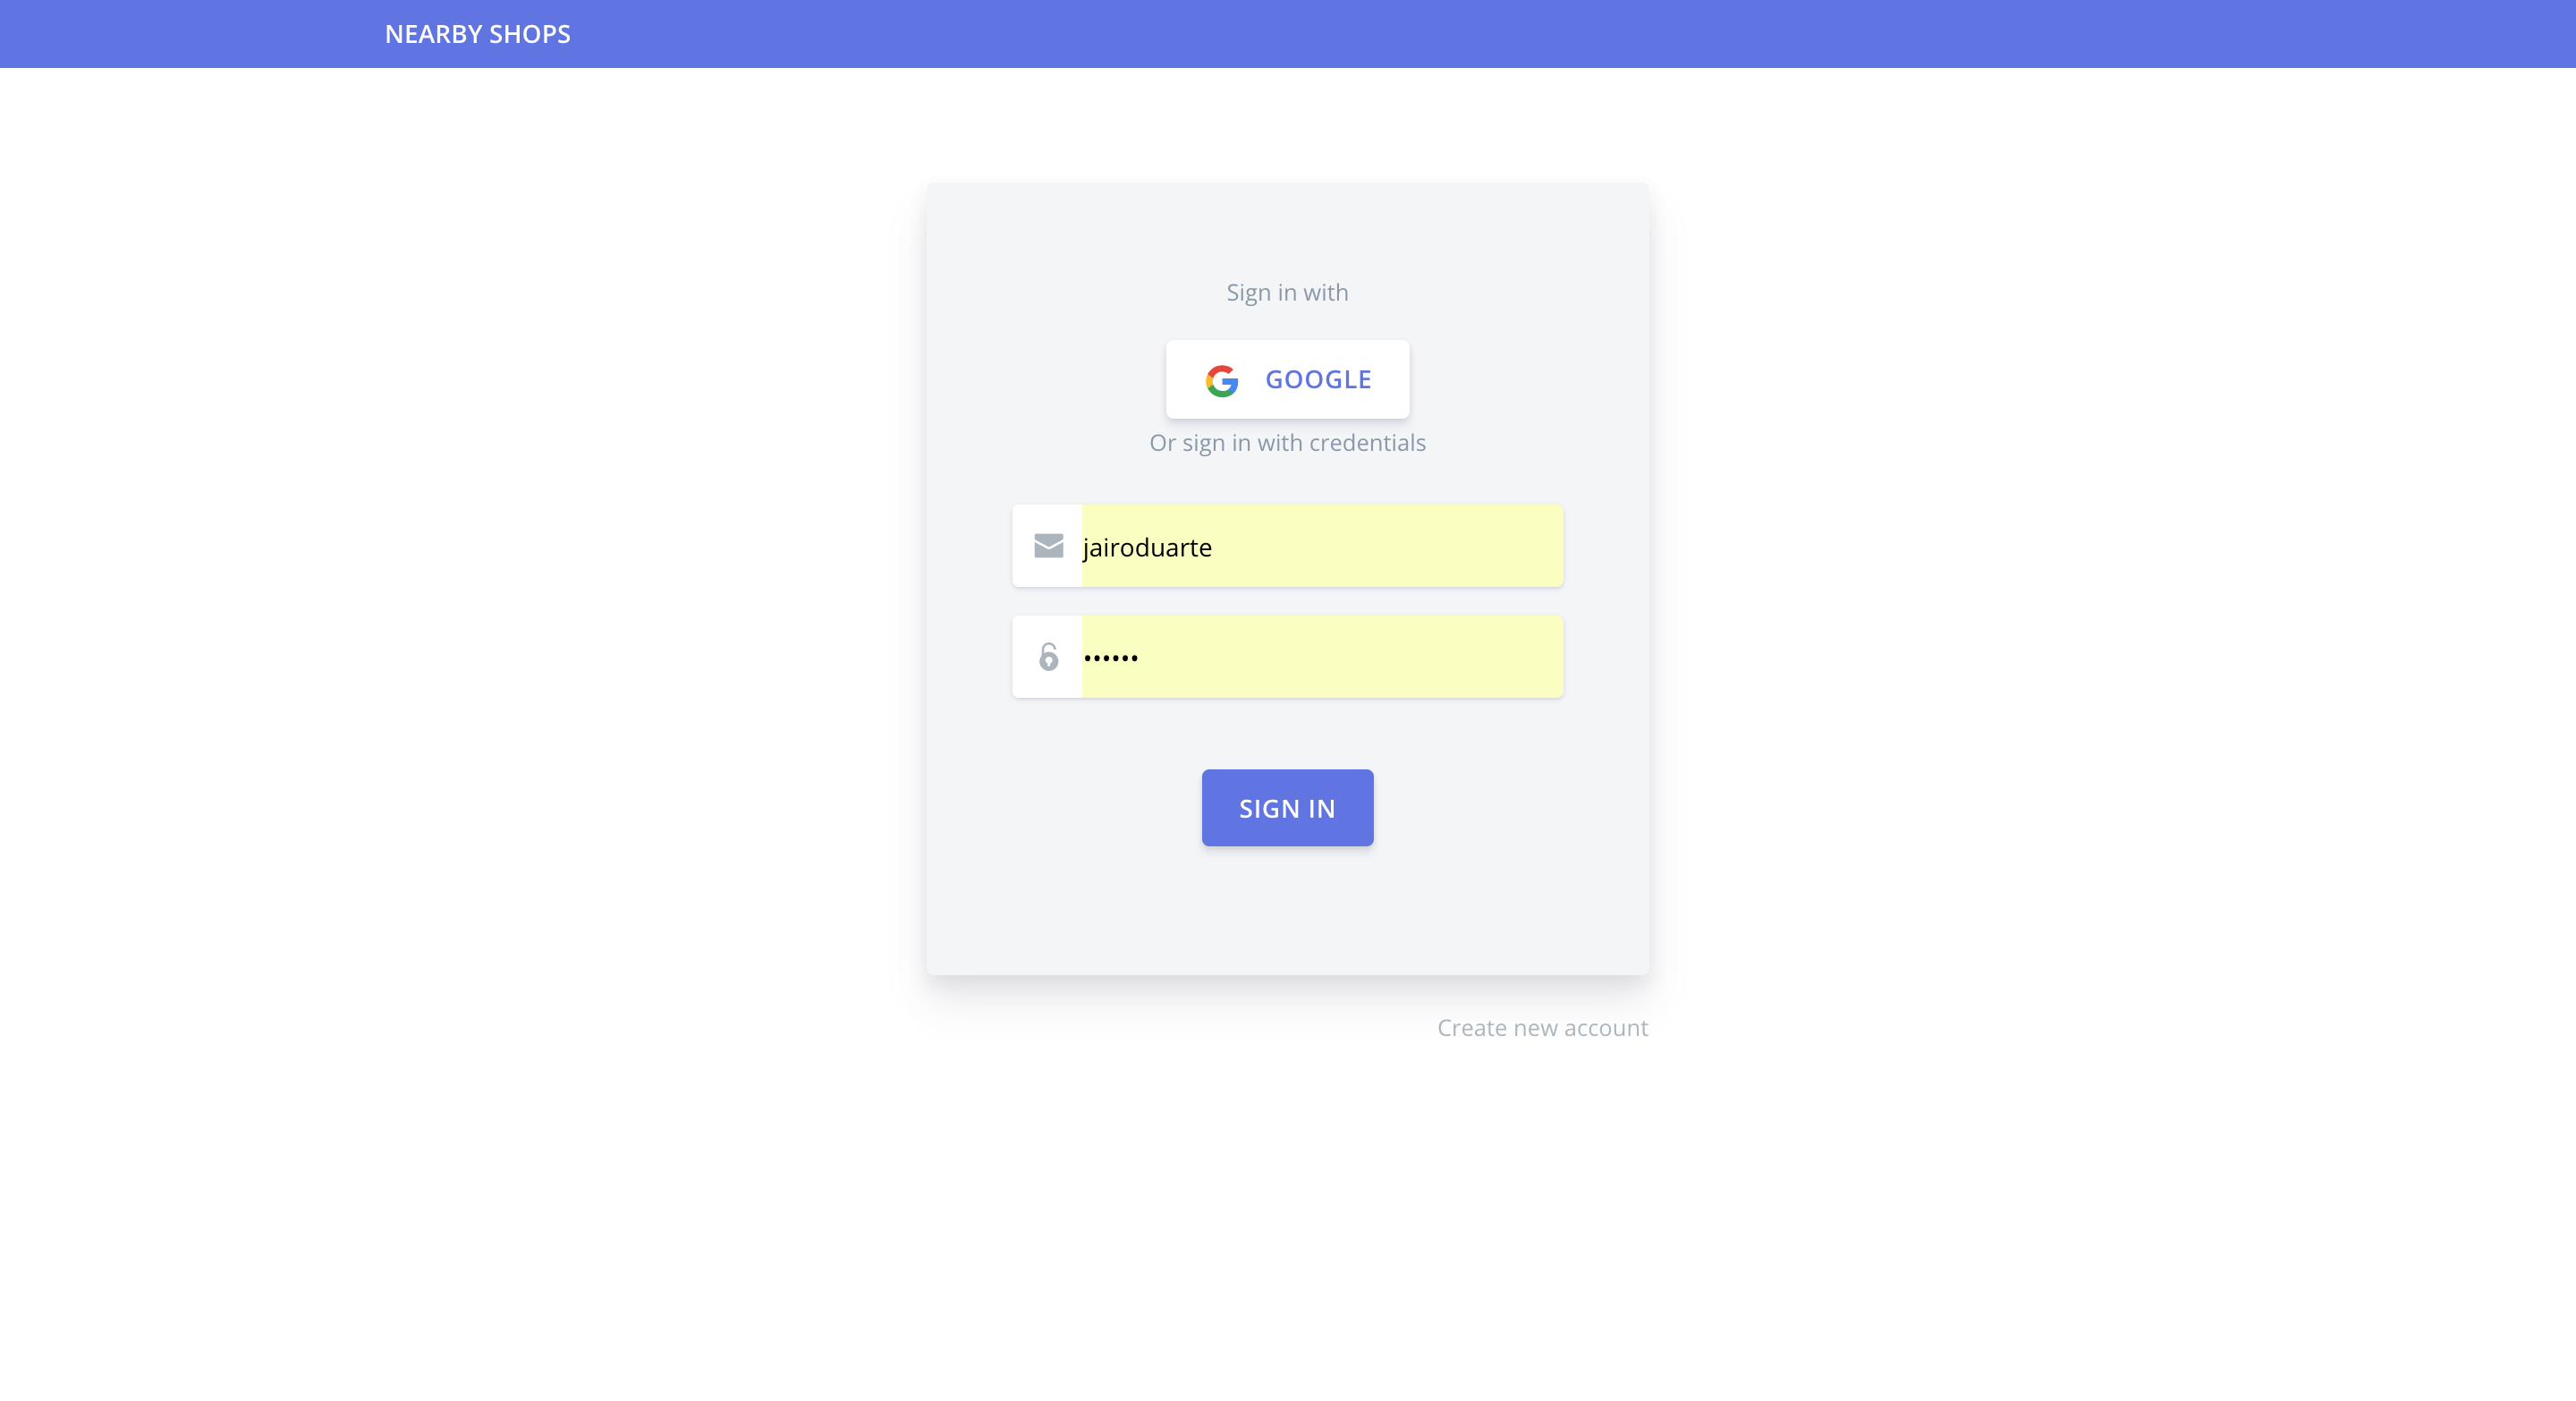 NEARBY SHOPS
Sign in with
GOOGLE
Or sign in with credentials
jairoduarte
••••••
SIGN IN
Create new account